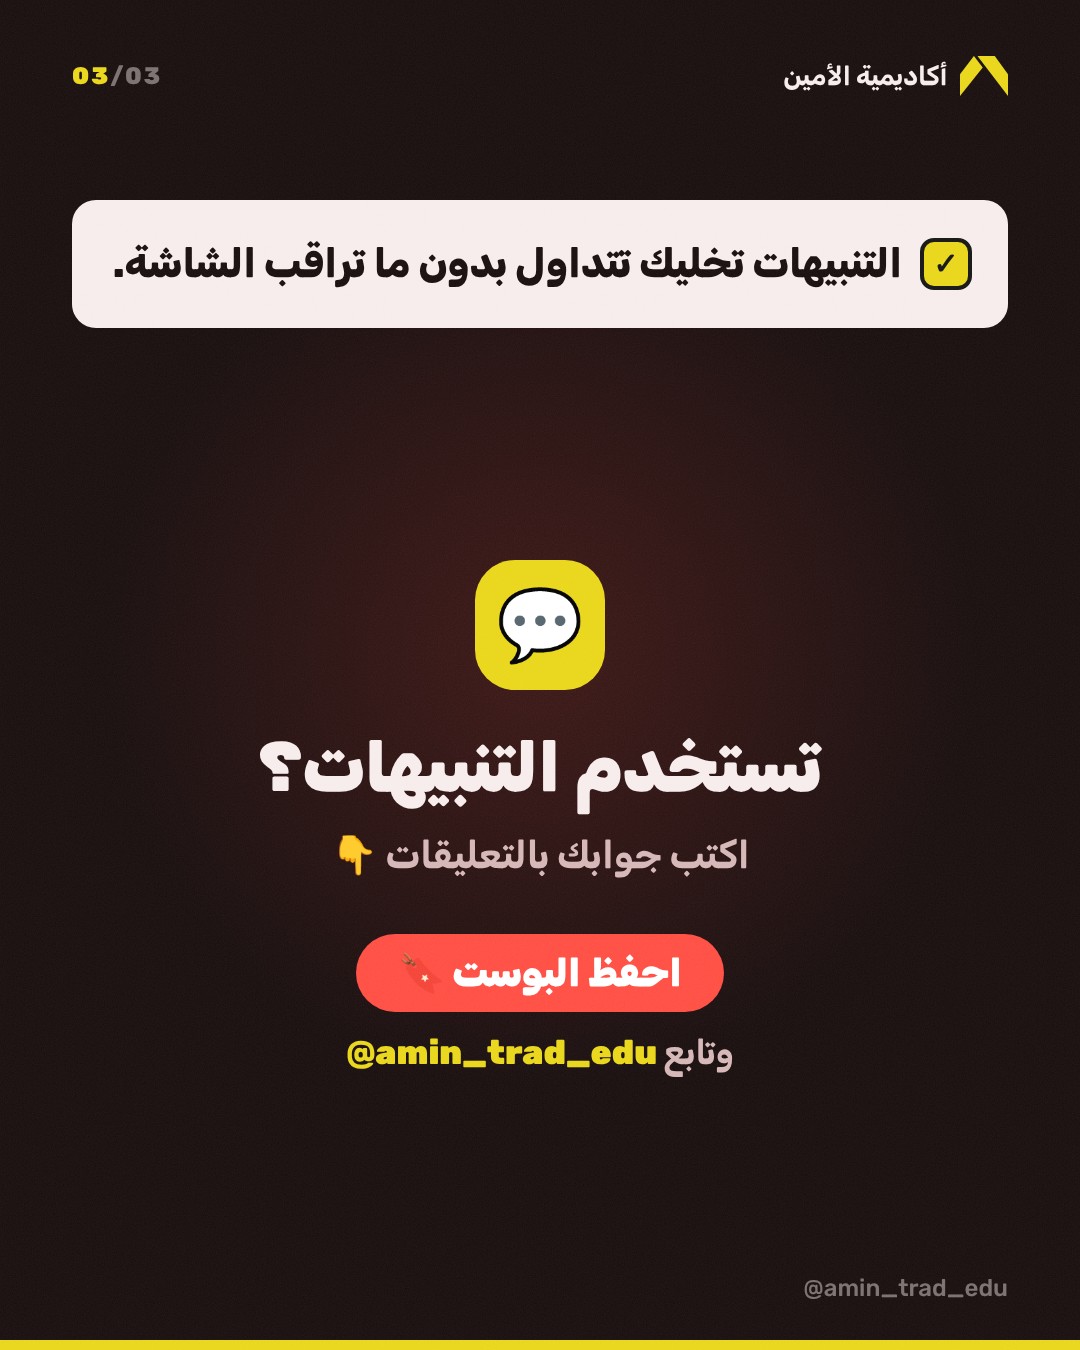 أكاديمية الأمين
03/03
✓ التنبيهات تخليك تتداول بدون ما تراقب الشاشة.
تستخدم التنبيهات؟
اكتب جوابك بالتعليقات 👇
احفظ البوست 🔖
وتابع @amin_trad_edu
@amin_trad_edu